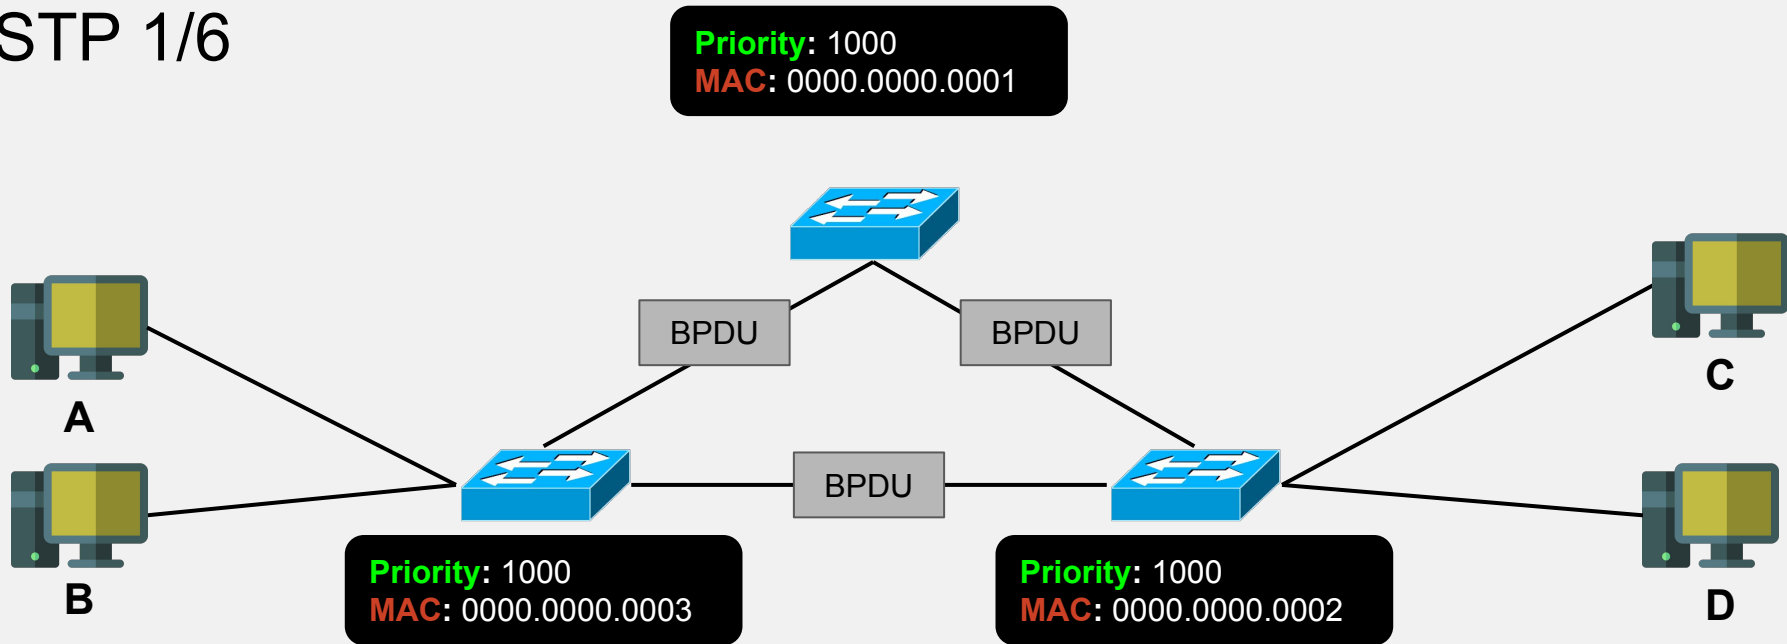 STP 1/6
Priority: 1000
MAC: 0000.0000.0001
BPDU
BPDU
A
C
BPDU
B
D
Priority: 1000
MAC: 0000.0000.0003
Priority: 1000
MAC: 0000.0000.0002